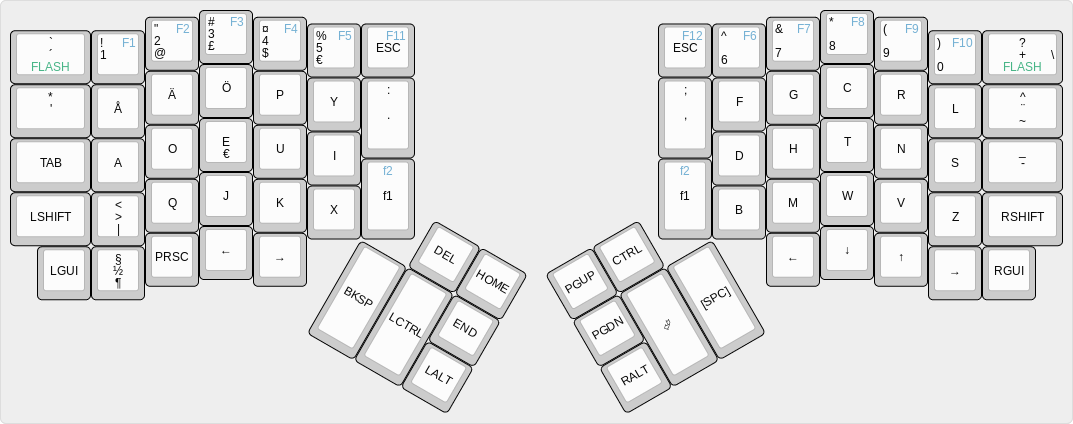 ` ´ FLASH
! F1 1
" F2 2 @
# F3 3 £
¤ F4 4 $
% F5 5 €
F11 ESC
F12 ESC
^ F6 6
& F7 7
* F8 8
( F9 9
) F10 0
? + \ FLASH
* '
Å
Ä
Ö
P
Y
: .
; ,
F
G
C
R
L
^ ¨ ~
TAB
A
O
E €
U
I
f2 f1
f2 f1
D
H
T
N
S
_ -
LSHIFT
< > |
Q
J
K
X
B
M
W
V
Z
RSHIFT
LGUI
§ ½ ¶
PRSC
←
→
←
↓
↑
→
RGUI
DEL
HOME
BKSP
LCTRL
END
LALT
PGUP
CTRL
PGDN
[SPC]
RALT